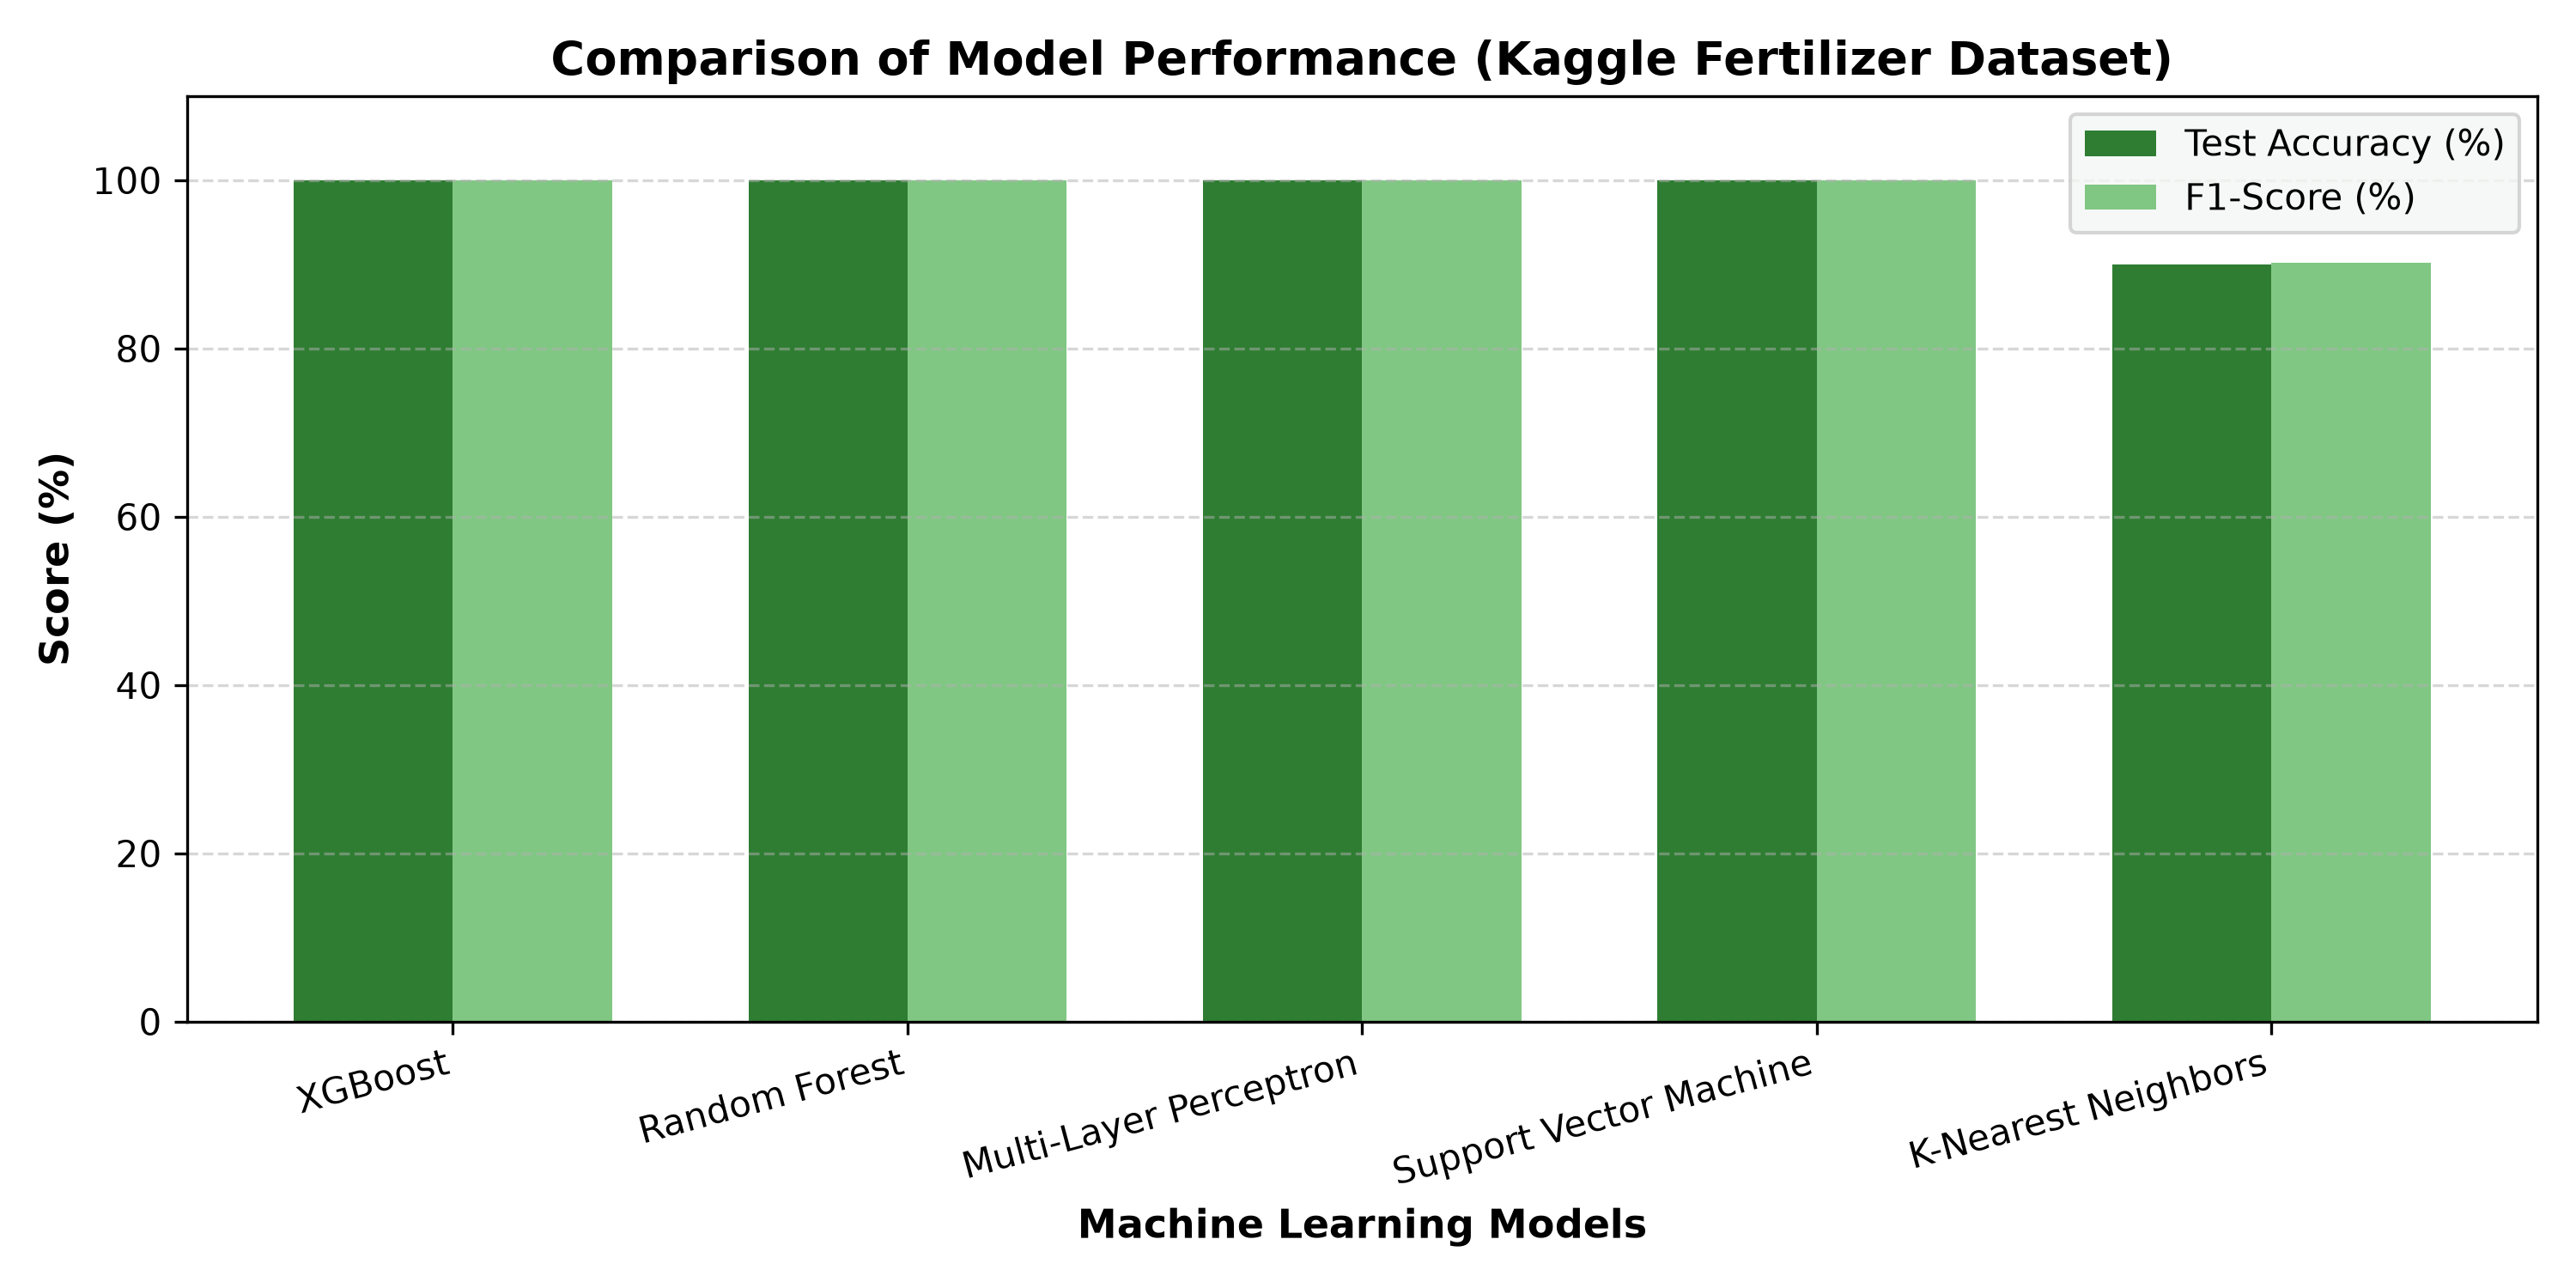 Comparison of Model Performance (Kaggle Fertilizer Dataset)
Test Accuracy (%)
F1-Score (%)
Score (%)
100
80
60
40
20
0
XGBoost
Random Forest
Multi-Layer Perceptron
Support Vector Machine
K-Nearest Neighbors
Machine Learning Models